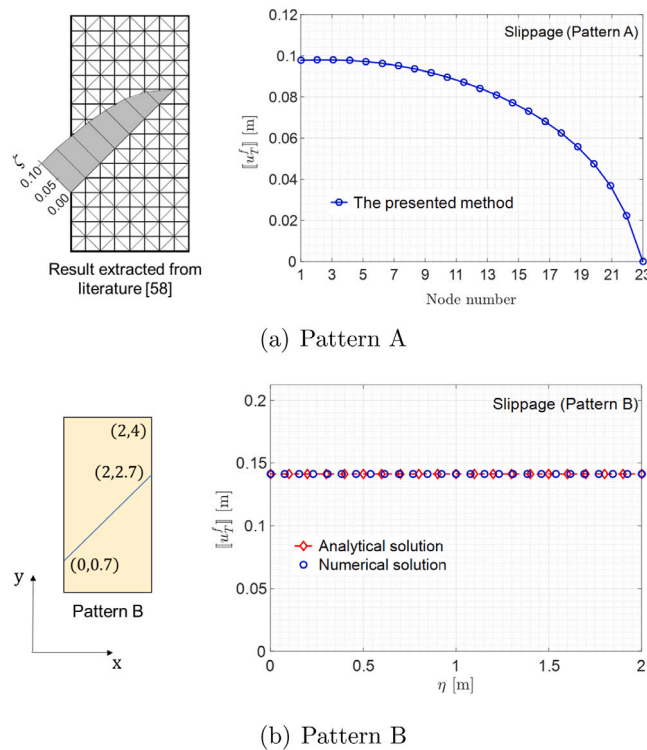 ζ
0.10
0.05
0.00
Result extracted from
literature [58]
Slippage (Pattern A)
⟦u_T^f⟧ [m]
0.12
0.1
0.08
0.06
0.04
0.02
0
The presented method
1 3 5 7 9 11 13 15 17 19 21 23
Node number
(a) Pattern A
(2,4)
(2,2.7)
(0,0.7)
y
x
Pattern B
Slippage (Pattern B)
⟦u_T^f⟧ [m]
0.2
0.15
0.1
0.05
0
Analytical solution
Numerical solution
0 0.5 1 1.5 2
η [m]
(b) Pattern B